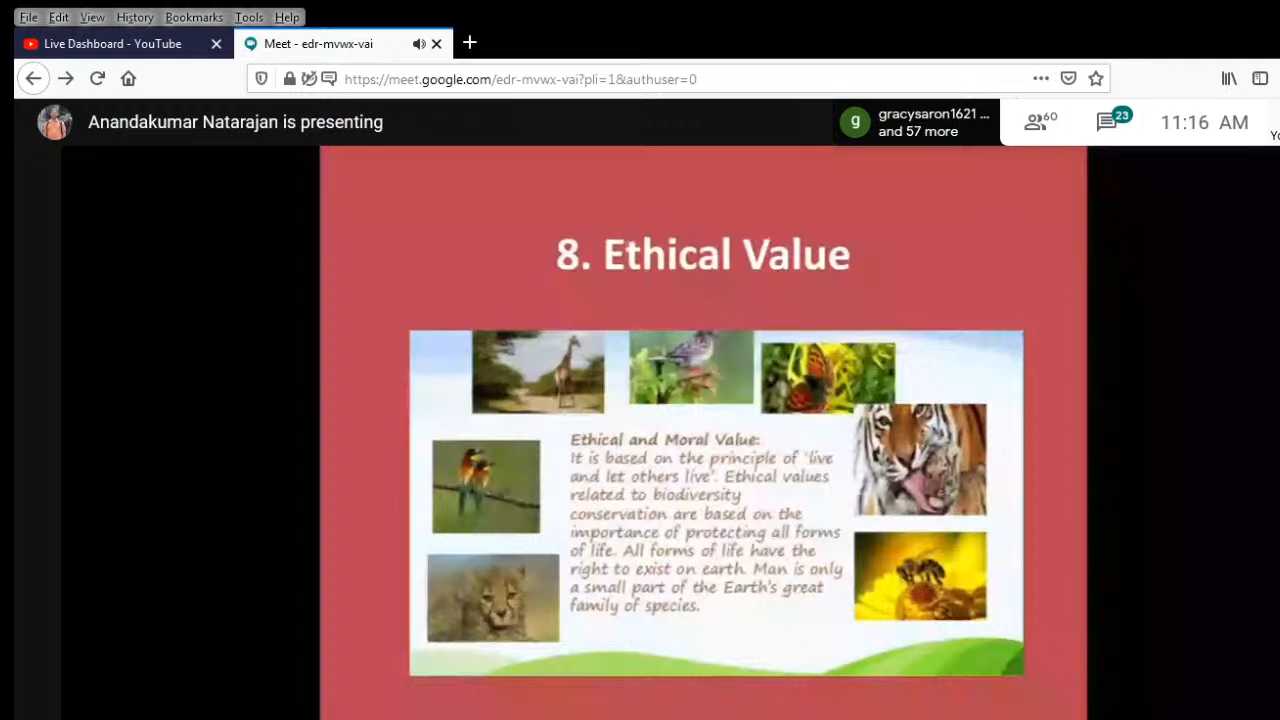 File Edit View History Bookmarks Tools Help
Live Dashboard - YouTube
Meet - edr-mvwx-vai
https://meet.google.com/edr-mvwx-vai?pli=1&authuser=0
Anandakumar Natarajan is presenting
gracysaron1621 ...
and 57 more
60
23
11:16 AM
Yo
8. Ethical Value
Ethical and Moral Value:
It is based on the principle of 'live
and let others live'. Ethical values
related to biodiversity
conservation are based on the
importance of protecting all forms
of life. All forms of life have the
right to exist on earth. Man is only
a small part of the Earth's great
family of species.